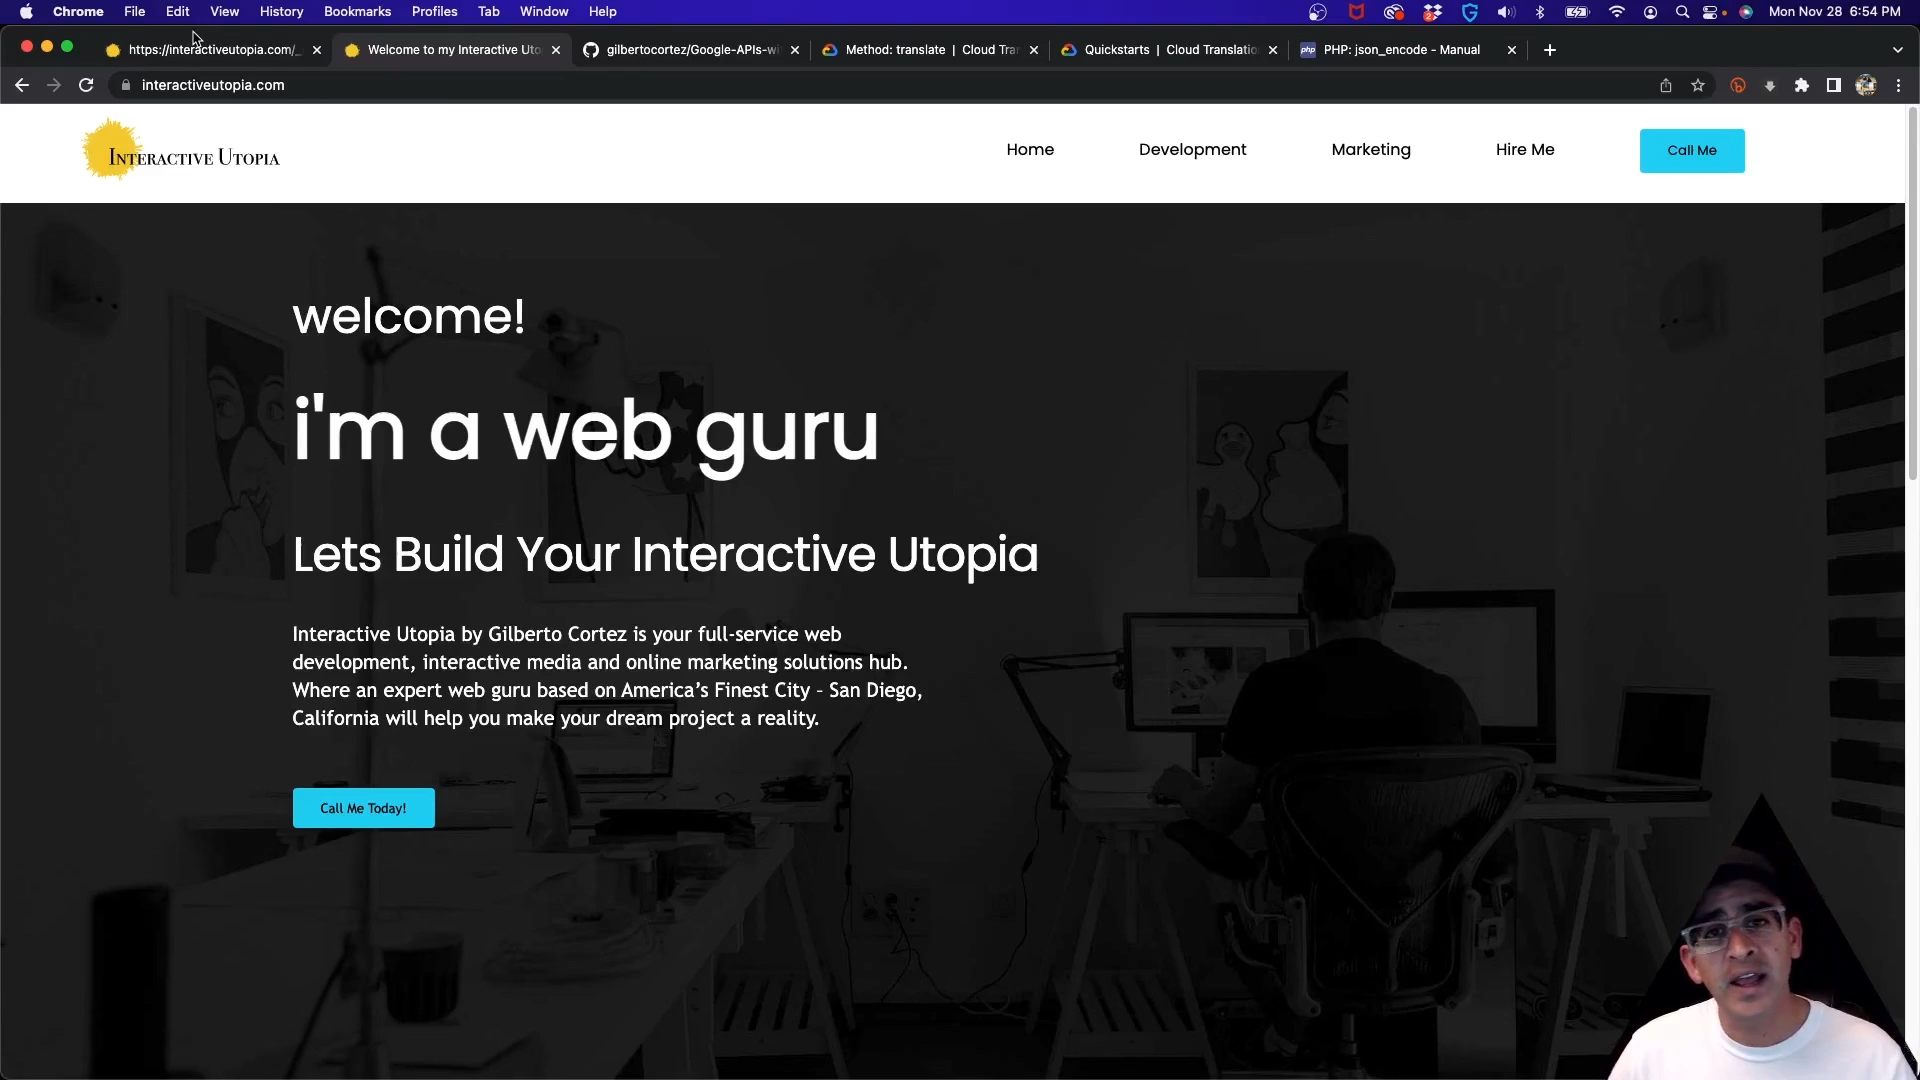 Chrome File Edit View History Bookmarks Profiles Tab Window Help
Mon Nov 28 6:54 PM
https://interactiveutopia.com/_
Welcome to my Interactive Uto
gilbertocortez/Google-APIs-wi
Method: translate | Cloud Tran
Quickstarts | Cloud Translatio
PHP: json_encode - Manual
interactiveutopia.com
INTERACTIVE UTOPIA
Home
Development
Marketing
Hire Me
Call Me
welcome!
i'm a web guru
Lets Build Your Interactive Utopia
Interactive Utopia by Gilberto Cortez is your full-service web
development, interactive media and online marketing solutions hub.
Where an expert web guru based on America’s Finest City – San Diego,
California will help you make your dream project a reality.
Call Me Today!